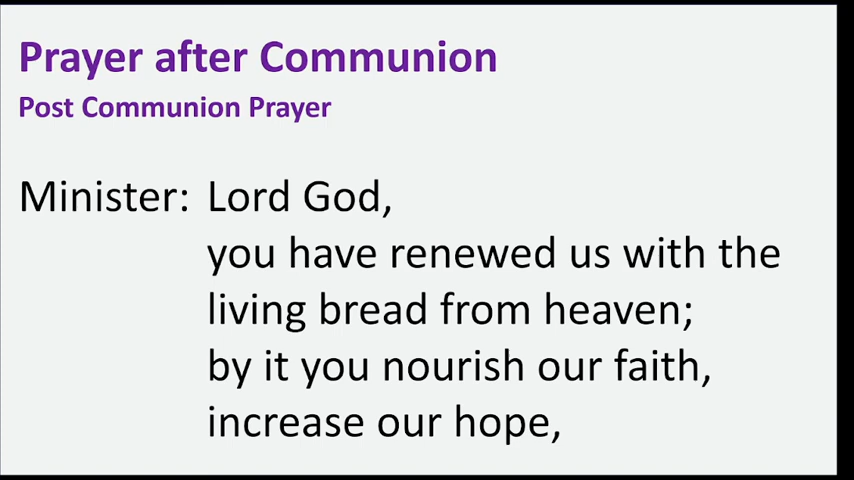 Prayer after Communion
Post Communion Prayer
Minister: Lord God,
you have renewed us with the
living bread from heaven;
by it you nourish our faith,
increase our hope,